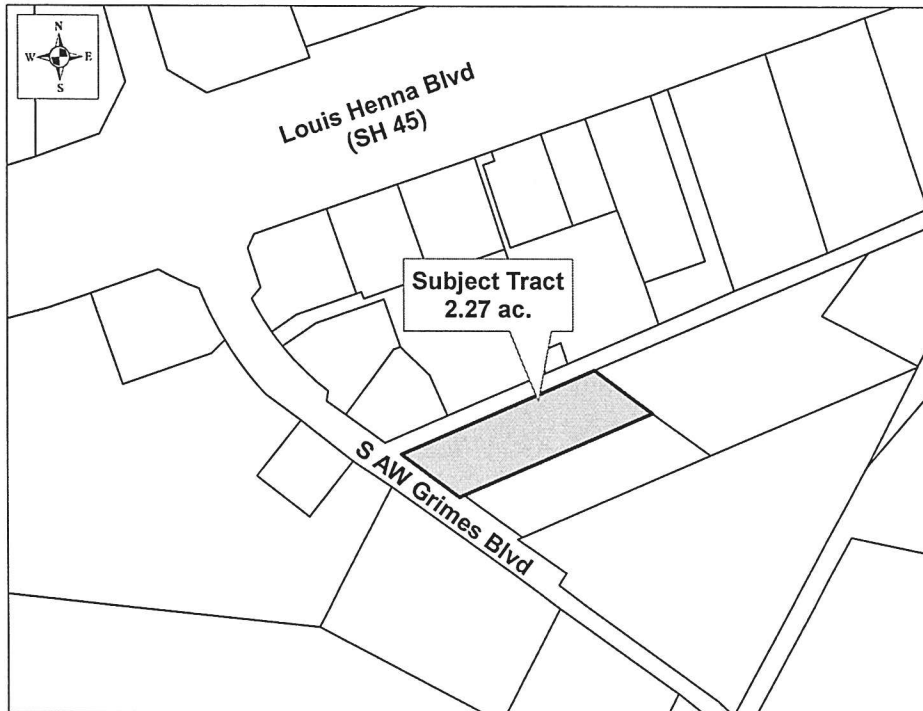 N
W E
S
Louis Henna Blvd
(SH 45)
Subject Tract
2.27 ac.
S AW Grimes Blvd